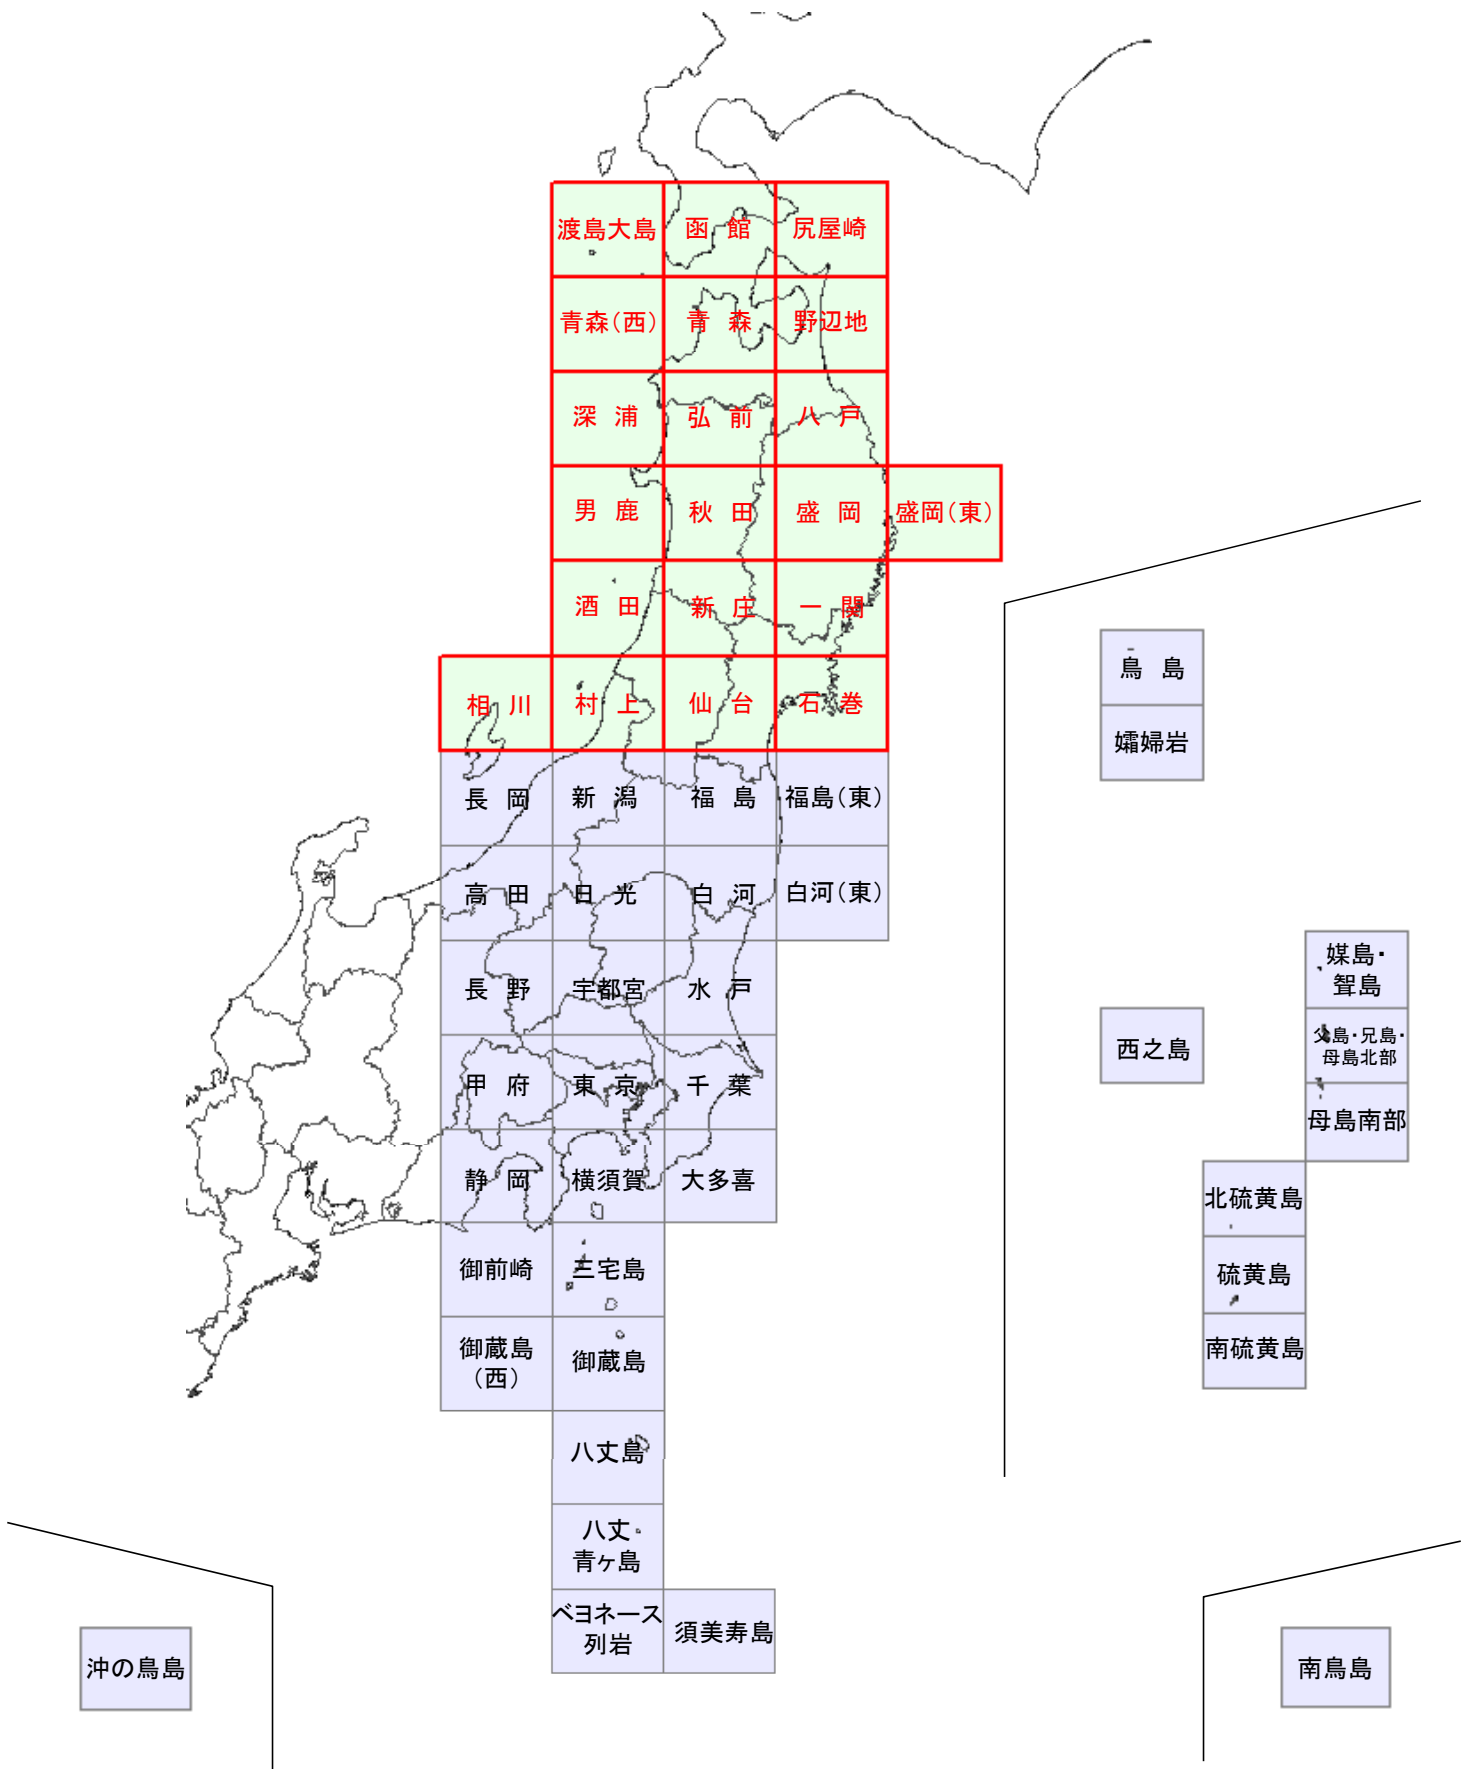 渡島大島
函 館
尻屋崎
青森（西）
青 森
野辺地
深 浦
弘 前
八 戸
男 鹿
秋 田
盛 岡
盛岡（東）
酒 田
新 庄
一 関
相 川
村 上
仙 台
石 巻
長 岡
新 潟
福 島
福島（東）
高 田
日 光
白 河
白河（東）
長 野
宇都宮
水 戸
甲 府
東 京
千 葉
静 岡
横須賀
大多喜
御前崎
三宅島
御蔵島
（西）
御蔵島
八丈島
八丈・
青ヶ島
ベヨネース
列岩
須美寿島
鳥 島
孀婦岩
西之島
媒島・
聟島
父島・兄島・
母島北部
母島南部
北硫黄島
硫黄島
南硫黄島
沖の鳥島
南鳥島